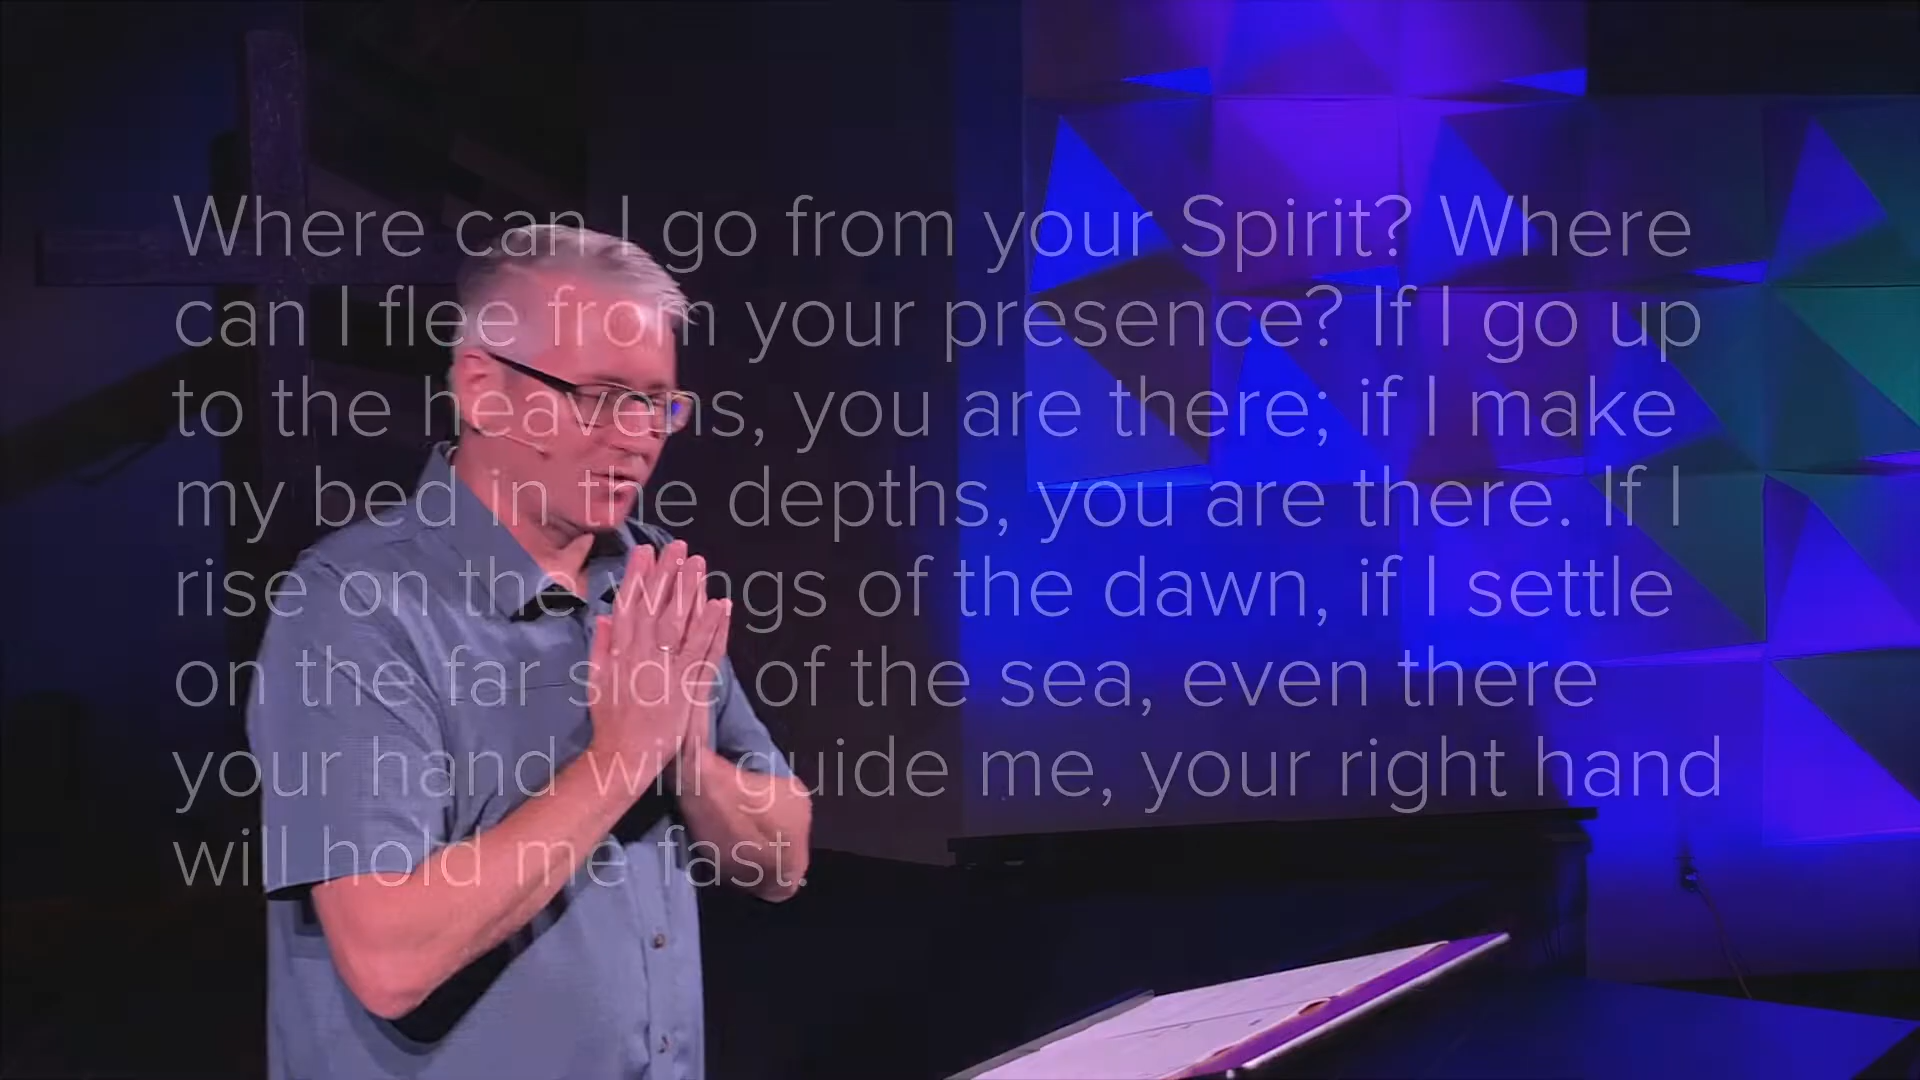 Where can I go from your Spirit? Where
can I flee from your presence? If I go up
to the heavens, you are there; if I make
my bed in the depths, you are there. If I
rise on the wings of the dawn, if I settle
on the far side of the sea, even there
your hand will guide me, your right hand
will hold me fast.